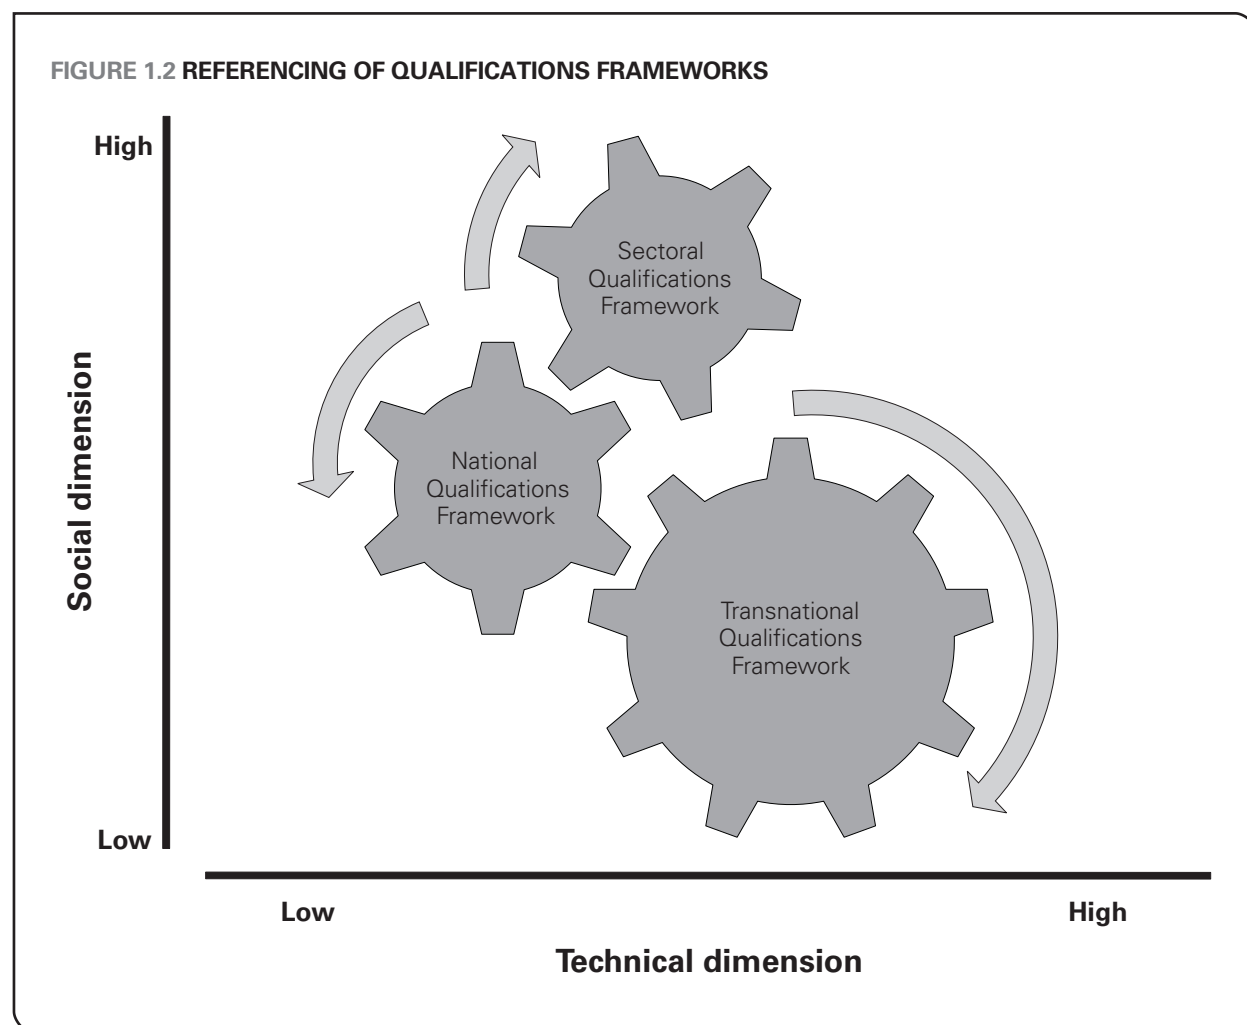 FIGURE 1.2 REFERENCING OF QUALIFICATIONS FRAMEWORKS
High
Sectoral
Qualifications
Framework
Social dimension
National
Qualifications
Framework
Transnational
Qualifications
Framework
Low
Low
High
Technical dimension